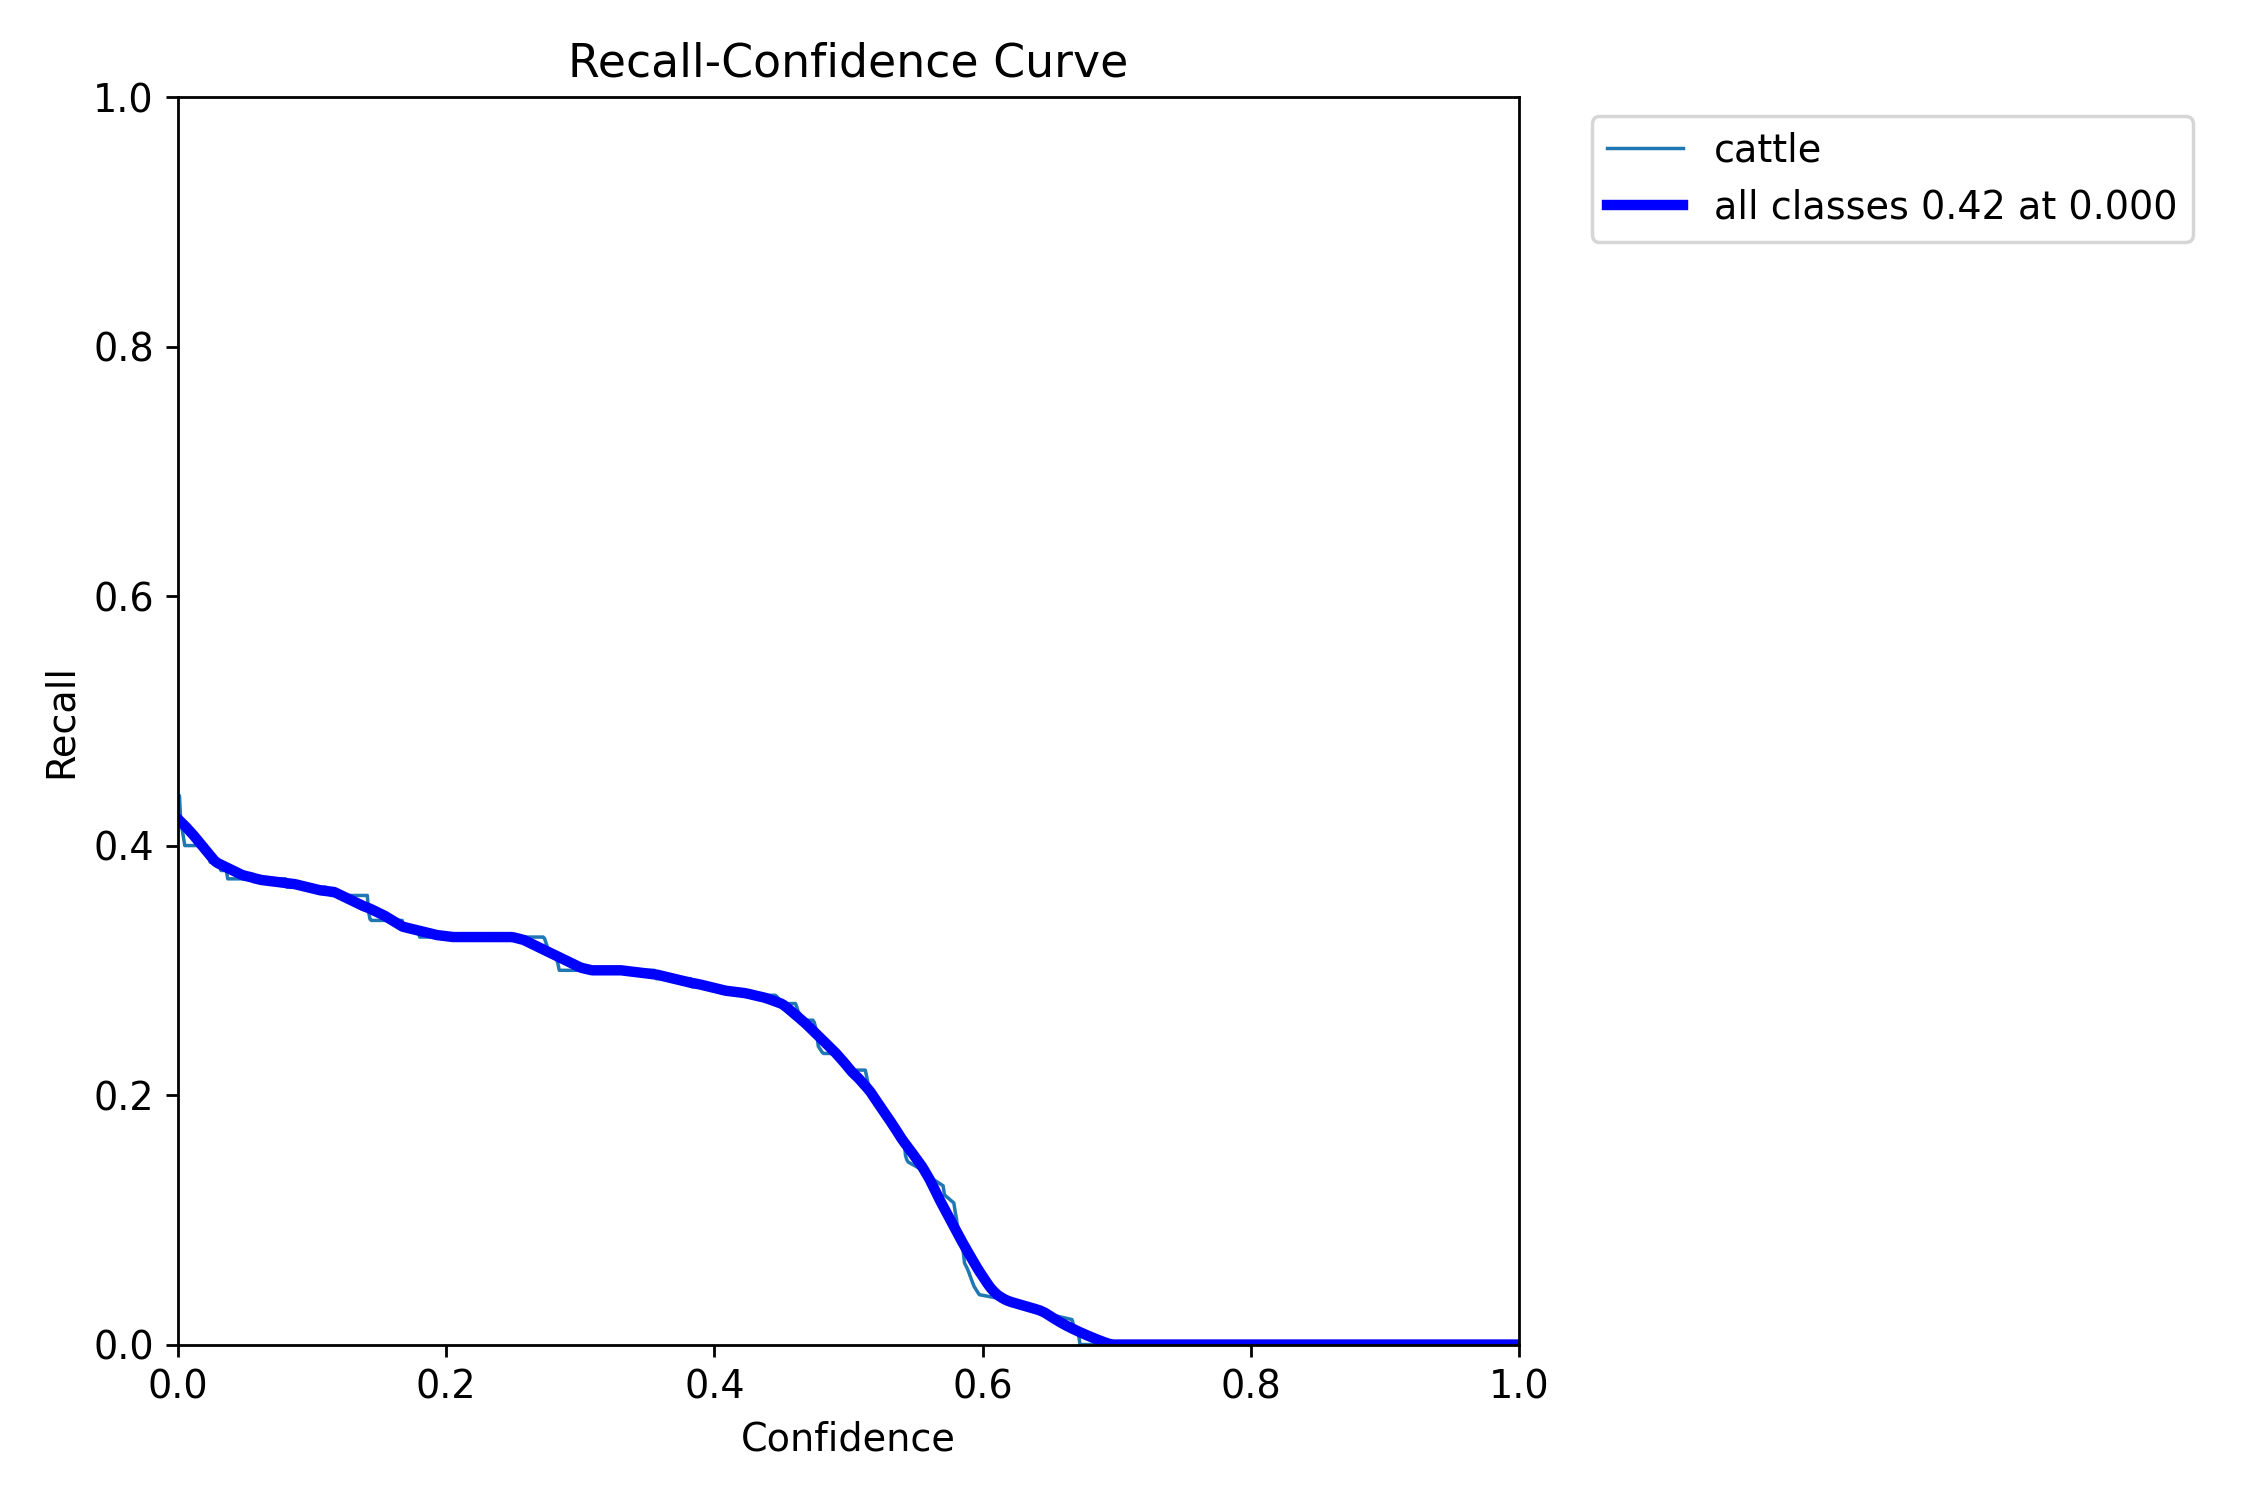 Recall-Confidence Curve
1.0
0.8
0.6
0.4
0.2
0.0
Recall
0.0 0.2 0.4 0.6 0.8 1.0
Confidence
cattle
all classes 0.42 at 0.000